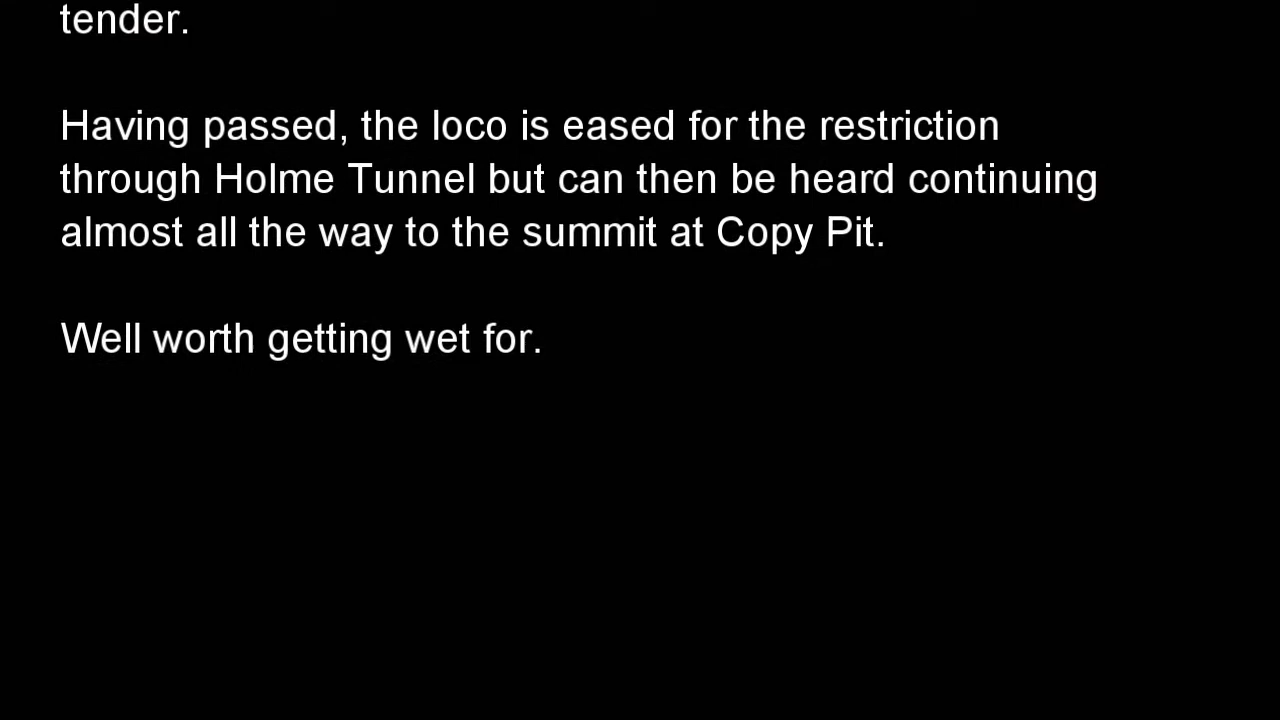 tender.
Having passed, the loco is eased for the restriction
through Holme Tunnel but can then be heard continuing
almost all the way to the summit at Copy Pit.
Well worth getting wet for.